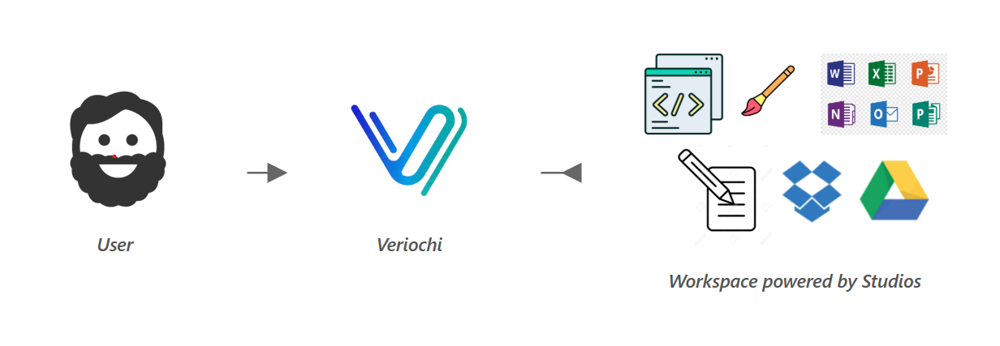 W
X
P
N
O
P
</>
User
Veriochi
Workspace powered by Studios